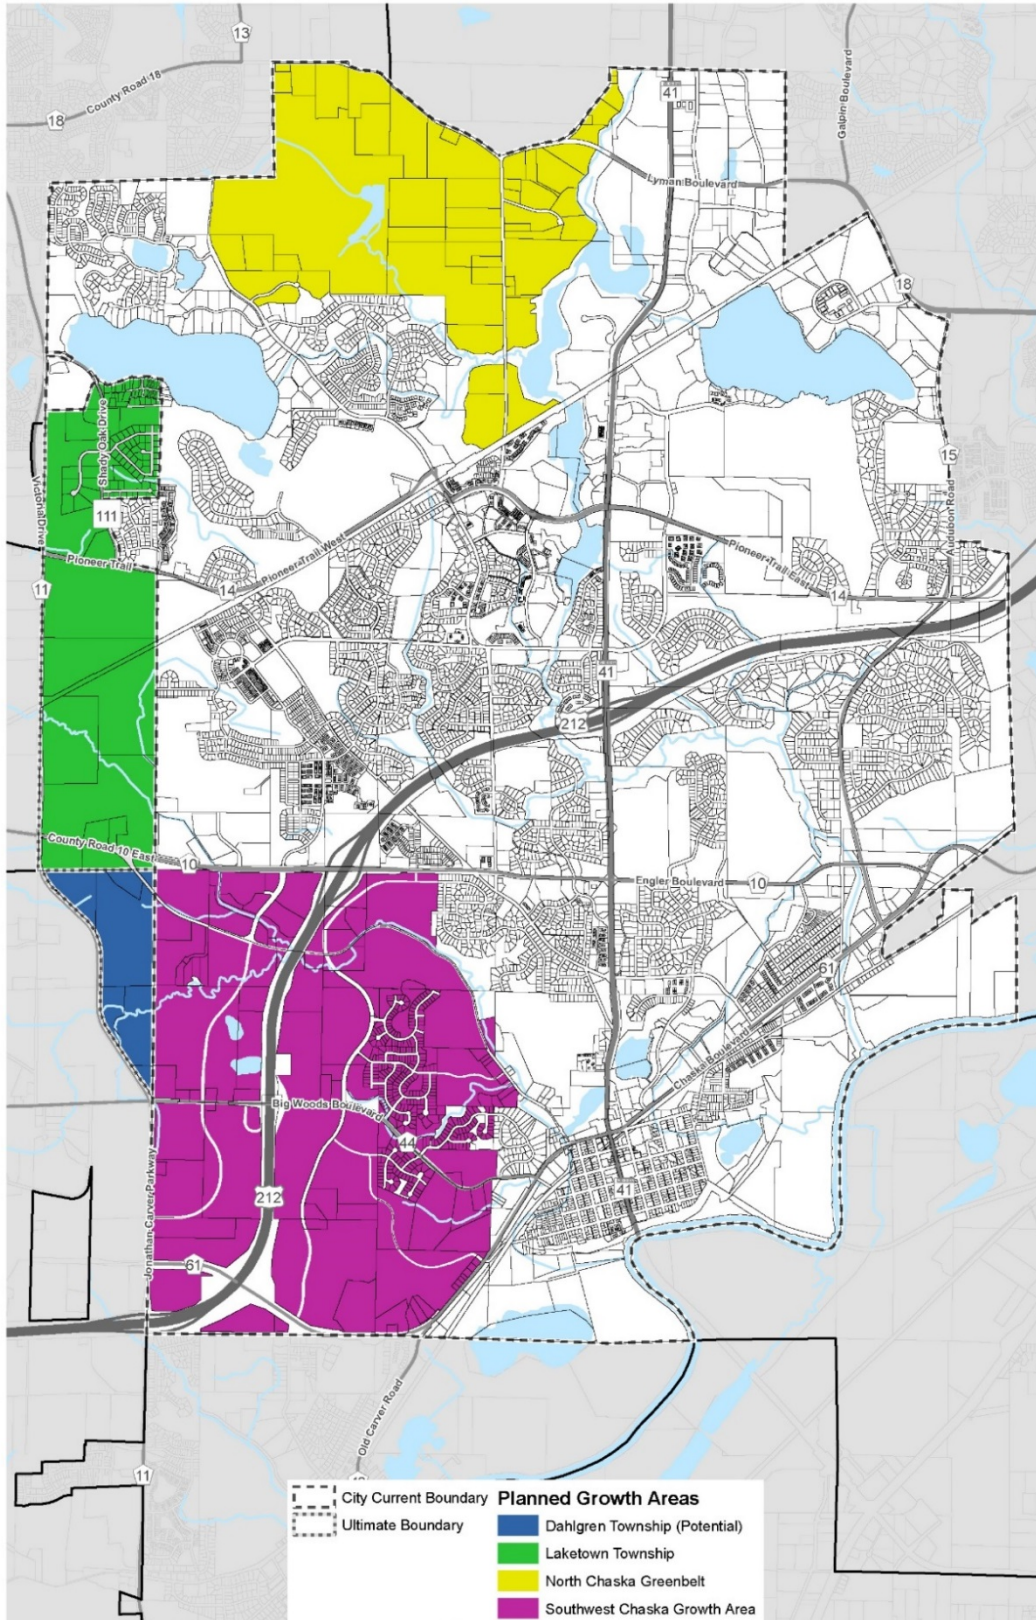 13
County Road 18
18
41
Galpin Boulevard
Lyman Boulevard
18
15
Audubon Road
Shady Oak Drive
111
Victoria Drive
Pioneer Trail
11
14
Pioneer Trail West
Pioneer Trail East
14
41
212
County Road 10 East
10
Engler Boulevard
10
61
Chaska Boulevard
Big Woods Boulevard
44
212
41
Jonathan Carver Parkway
61
Old Carver Road
11
City Current Boundary
Ultimate Boundary
Planned Growth Areas
Dahlgren Township (Potential)
Laketown Township
North Chaska Greenbelt
Southwest Chaska Growth Area